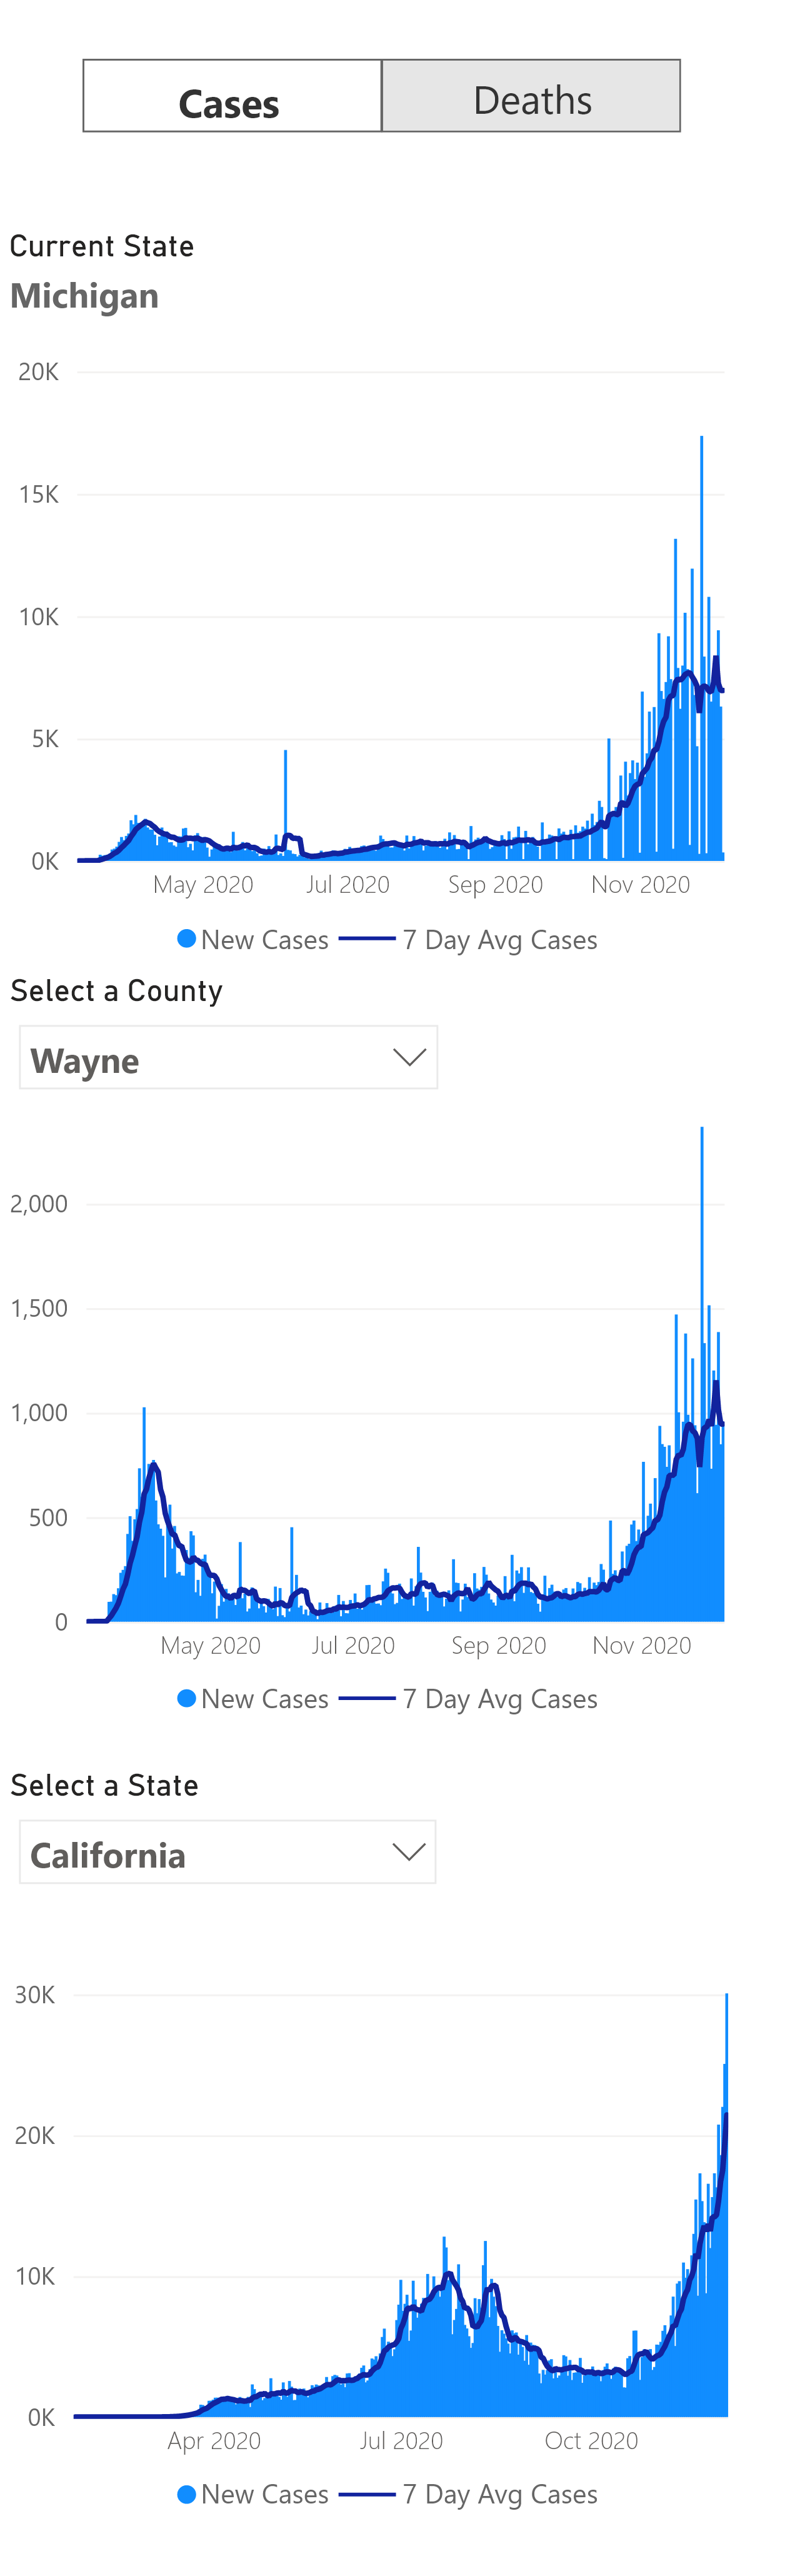 Cases Deaths
Current State
Michigan
20K
15K
10K
5K
0K
May 2020 Jul 2020 Sep 2020 Nov 2020
New Cases 7 Day Avg Cases
Select a County
Wayne
2,000
1,500
1,000
500
0
May 2020 Jul 2020 Sep 2020 Nov 2020
New Cases 7 Day Avg Cases
Select a State
California
30K
20K
10K
0K
Apr 2020 Jul 2020 Oct 2020
New Cases 7 Day Avg Cases